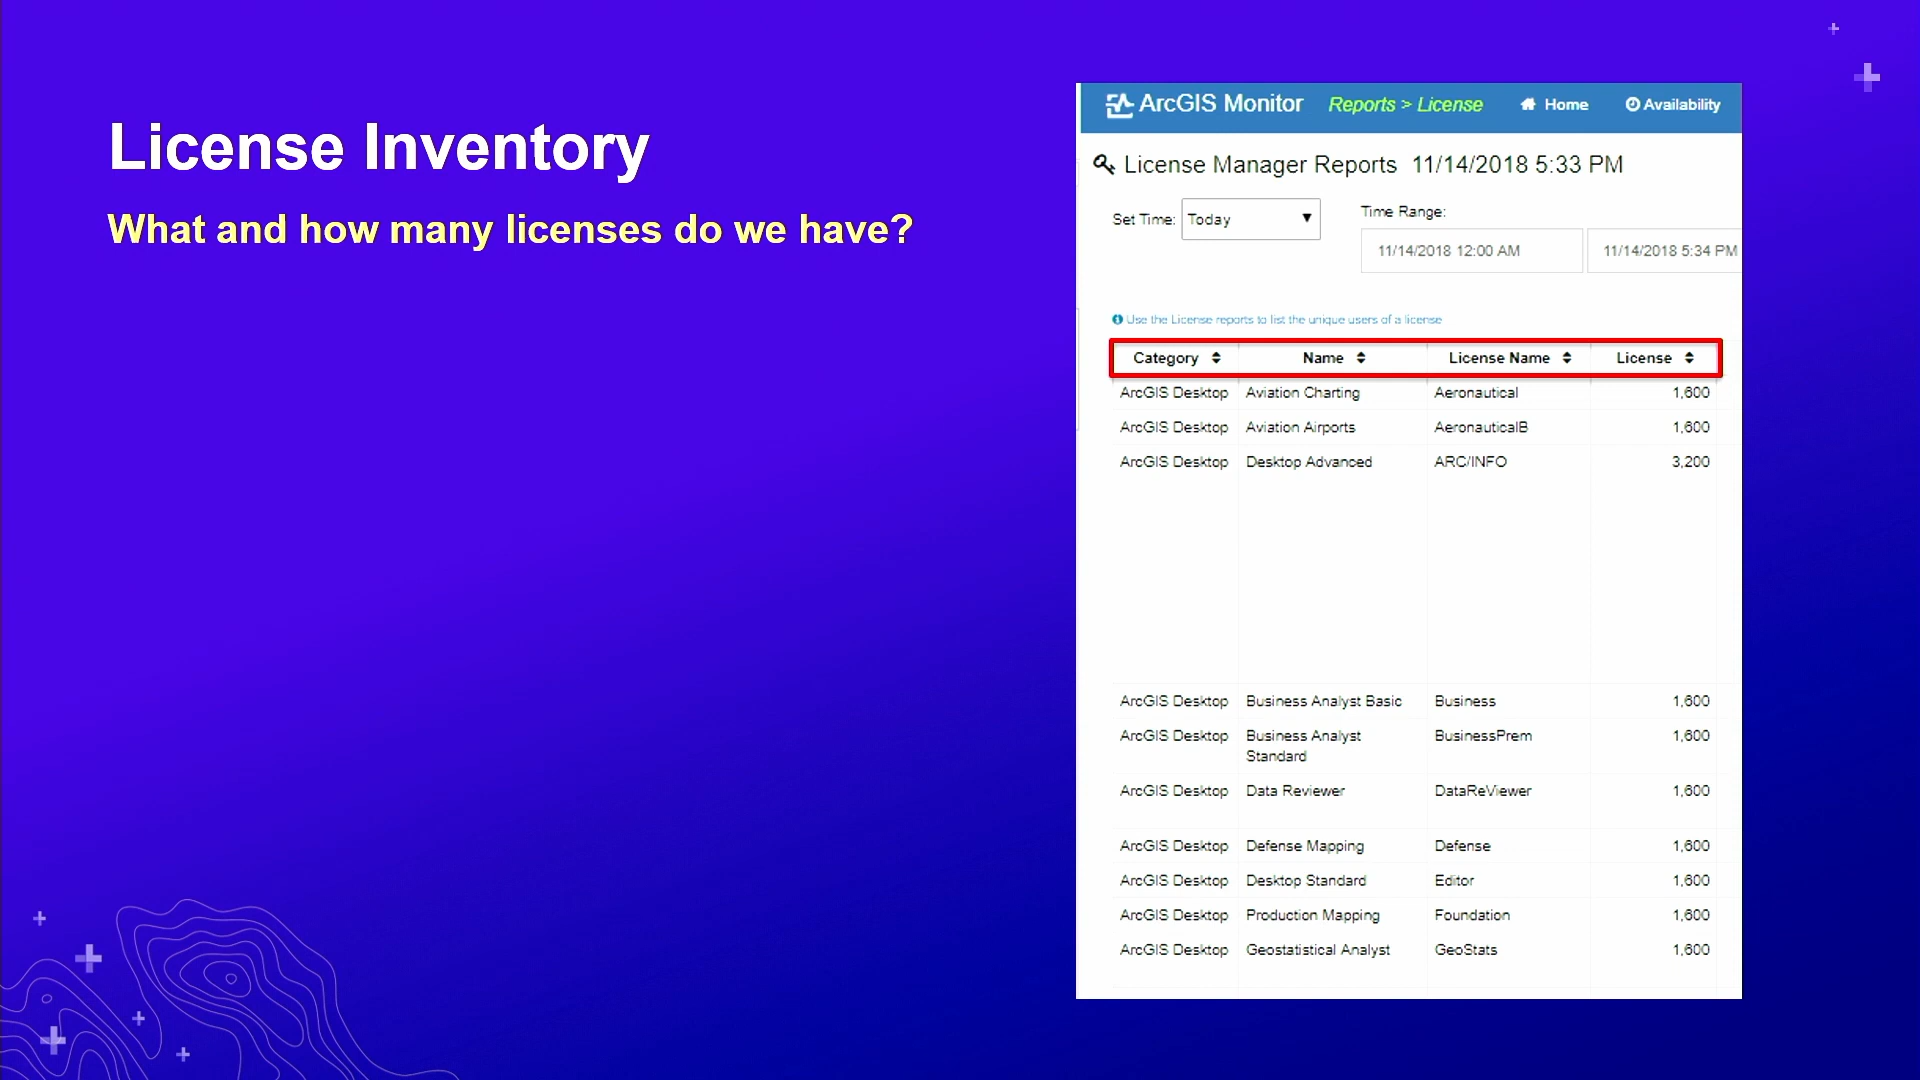 License Inventory
What and how many licenses do we have?
ArcGIS Monitor Reports > License Home Availability
License Manager Reports 11/14/2018 5:33 PM
Set Time: Today
Time Range:
11/14/2018 12:00 AM 11/14/2018 5:34 PM
Use the License reports to list the unique users of a license
Category Name License Name License
ArcGIS Desktop Aviation Charting Aeronautical 1,600
ArcGIS Desktop Aviation Airports AeronauticalB 1,600
ArcGIS Desktop Desktop Advanced ARC/INFO 3,200
ArcGIS Desktop Business Analyst Basic Business 1,600
ArcGIS Desktop Business Analyst BusinessPrem 1,600
Standard
ArcGIS Desktop Data Reviewer DataReViewer 1,600
ArcGIS Desktop Defense Mapping Defense 1,600
ArcGIS Desktop Desktop Standard Editor 1,600
ArcGIS Desktop Production Mapping Foundation 1,600
ArcGIS Desktop Geostatistical Analyst GeoStats 1,600